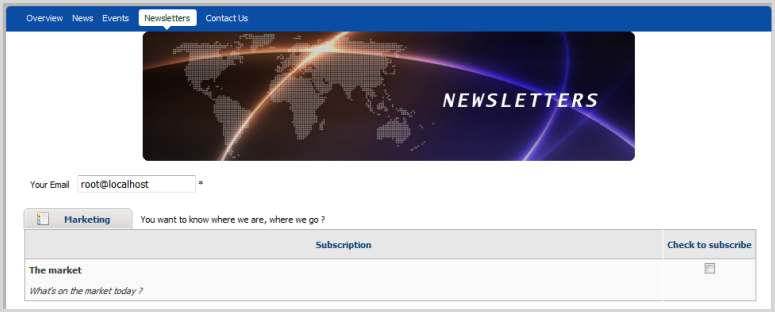 Overview News Events Newsletters Contact Us
NEWSLETTERS
Your Email root@localhost *
Marketing You want to know where we are, where we go ?
Subscription Check to subscribe
The market
What's on the market today ?